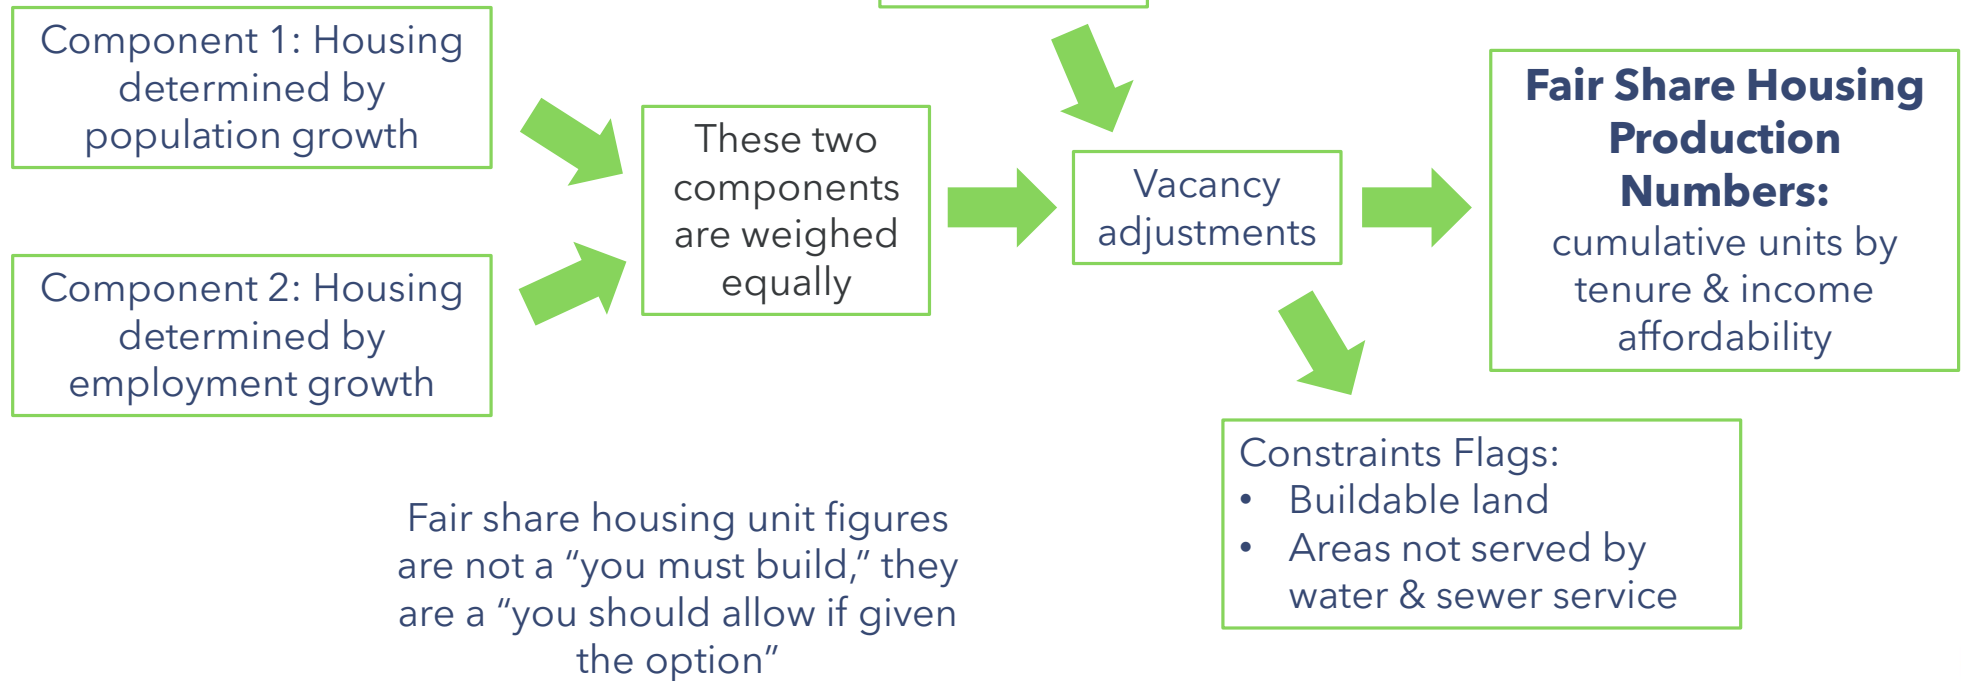 Component 1: Housing
determined by
population growth
Component 2: Housing
determined by
employment growth
These two
components
are weighed
equally
Vacancy
adjustments
Fair Share Housing
Production
Numbers:
cumulative units by
tenure & income
affordability
Constraints Flags:
• Buildable land
• Areas not served by
water & sewer service
Fair share housing unit figures
are not a “you must build,” they
are a “you should allow if given
the option”